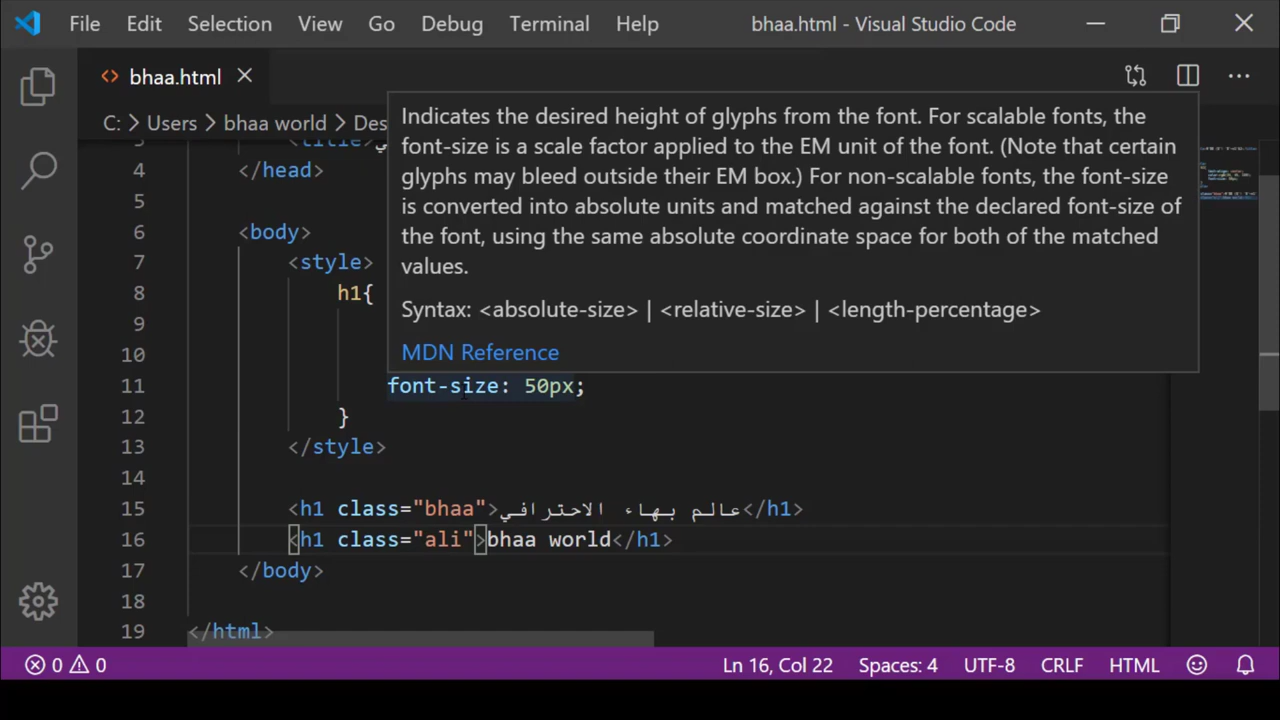 File Edit Selection View Go Debug Terminal Help bhaa.html - Visual Studio Code
bhaa.html
C: > Users > bhaa world > Des
Indicates the desired height of glyphs from the font. For scalable fonts, the
font-size is a scale factor applied to the EM unit of the font. (Note that certain
glyphs may bleed outside their EM box.) For non-scalable fonts, the font-size
is converted into absolute units and matched against the declared font-size of
the font, using the same absolute coordinate space for both of the matched
values.
Syntax: <absolute-size> | <relative-size> | <length-percentage>
MDN Reference
4 </head>
5
6 <body>
7 <style>
8 h1{
9
10
11 font-size: 50px;
12 }
13 </style>
14
15 <h1 class="bhaa">عالم بهاء الاحترافي</h1>
16 <h1 class="ali">bhaa world</h1>
17 </body>
18
19 </html>
0 0 Ln 16, Col 22 Spaces: 4 UTF-8 CRLF HTML